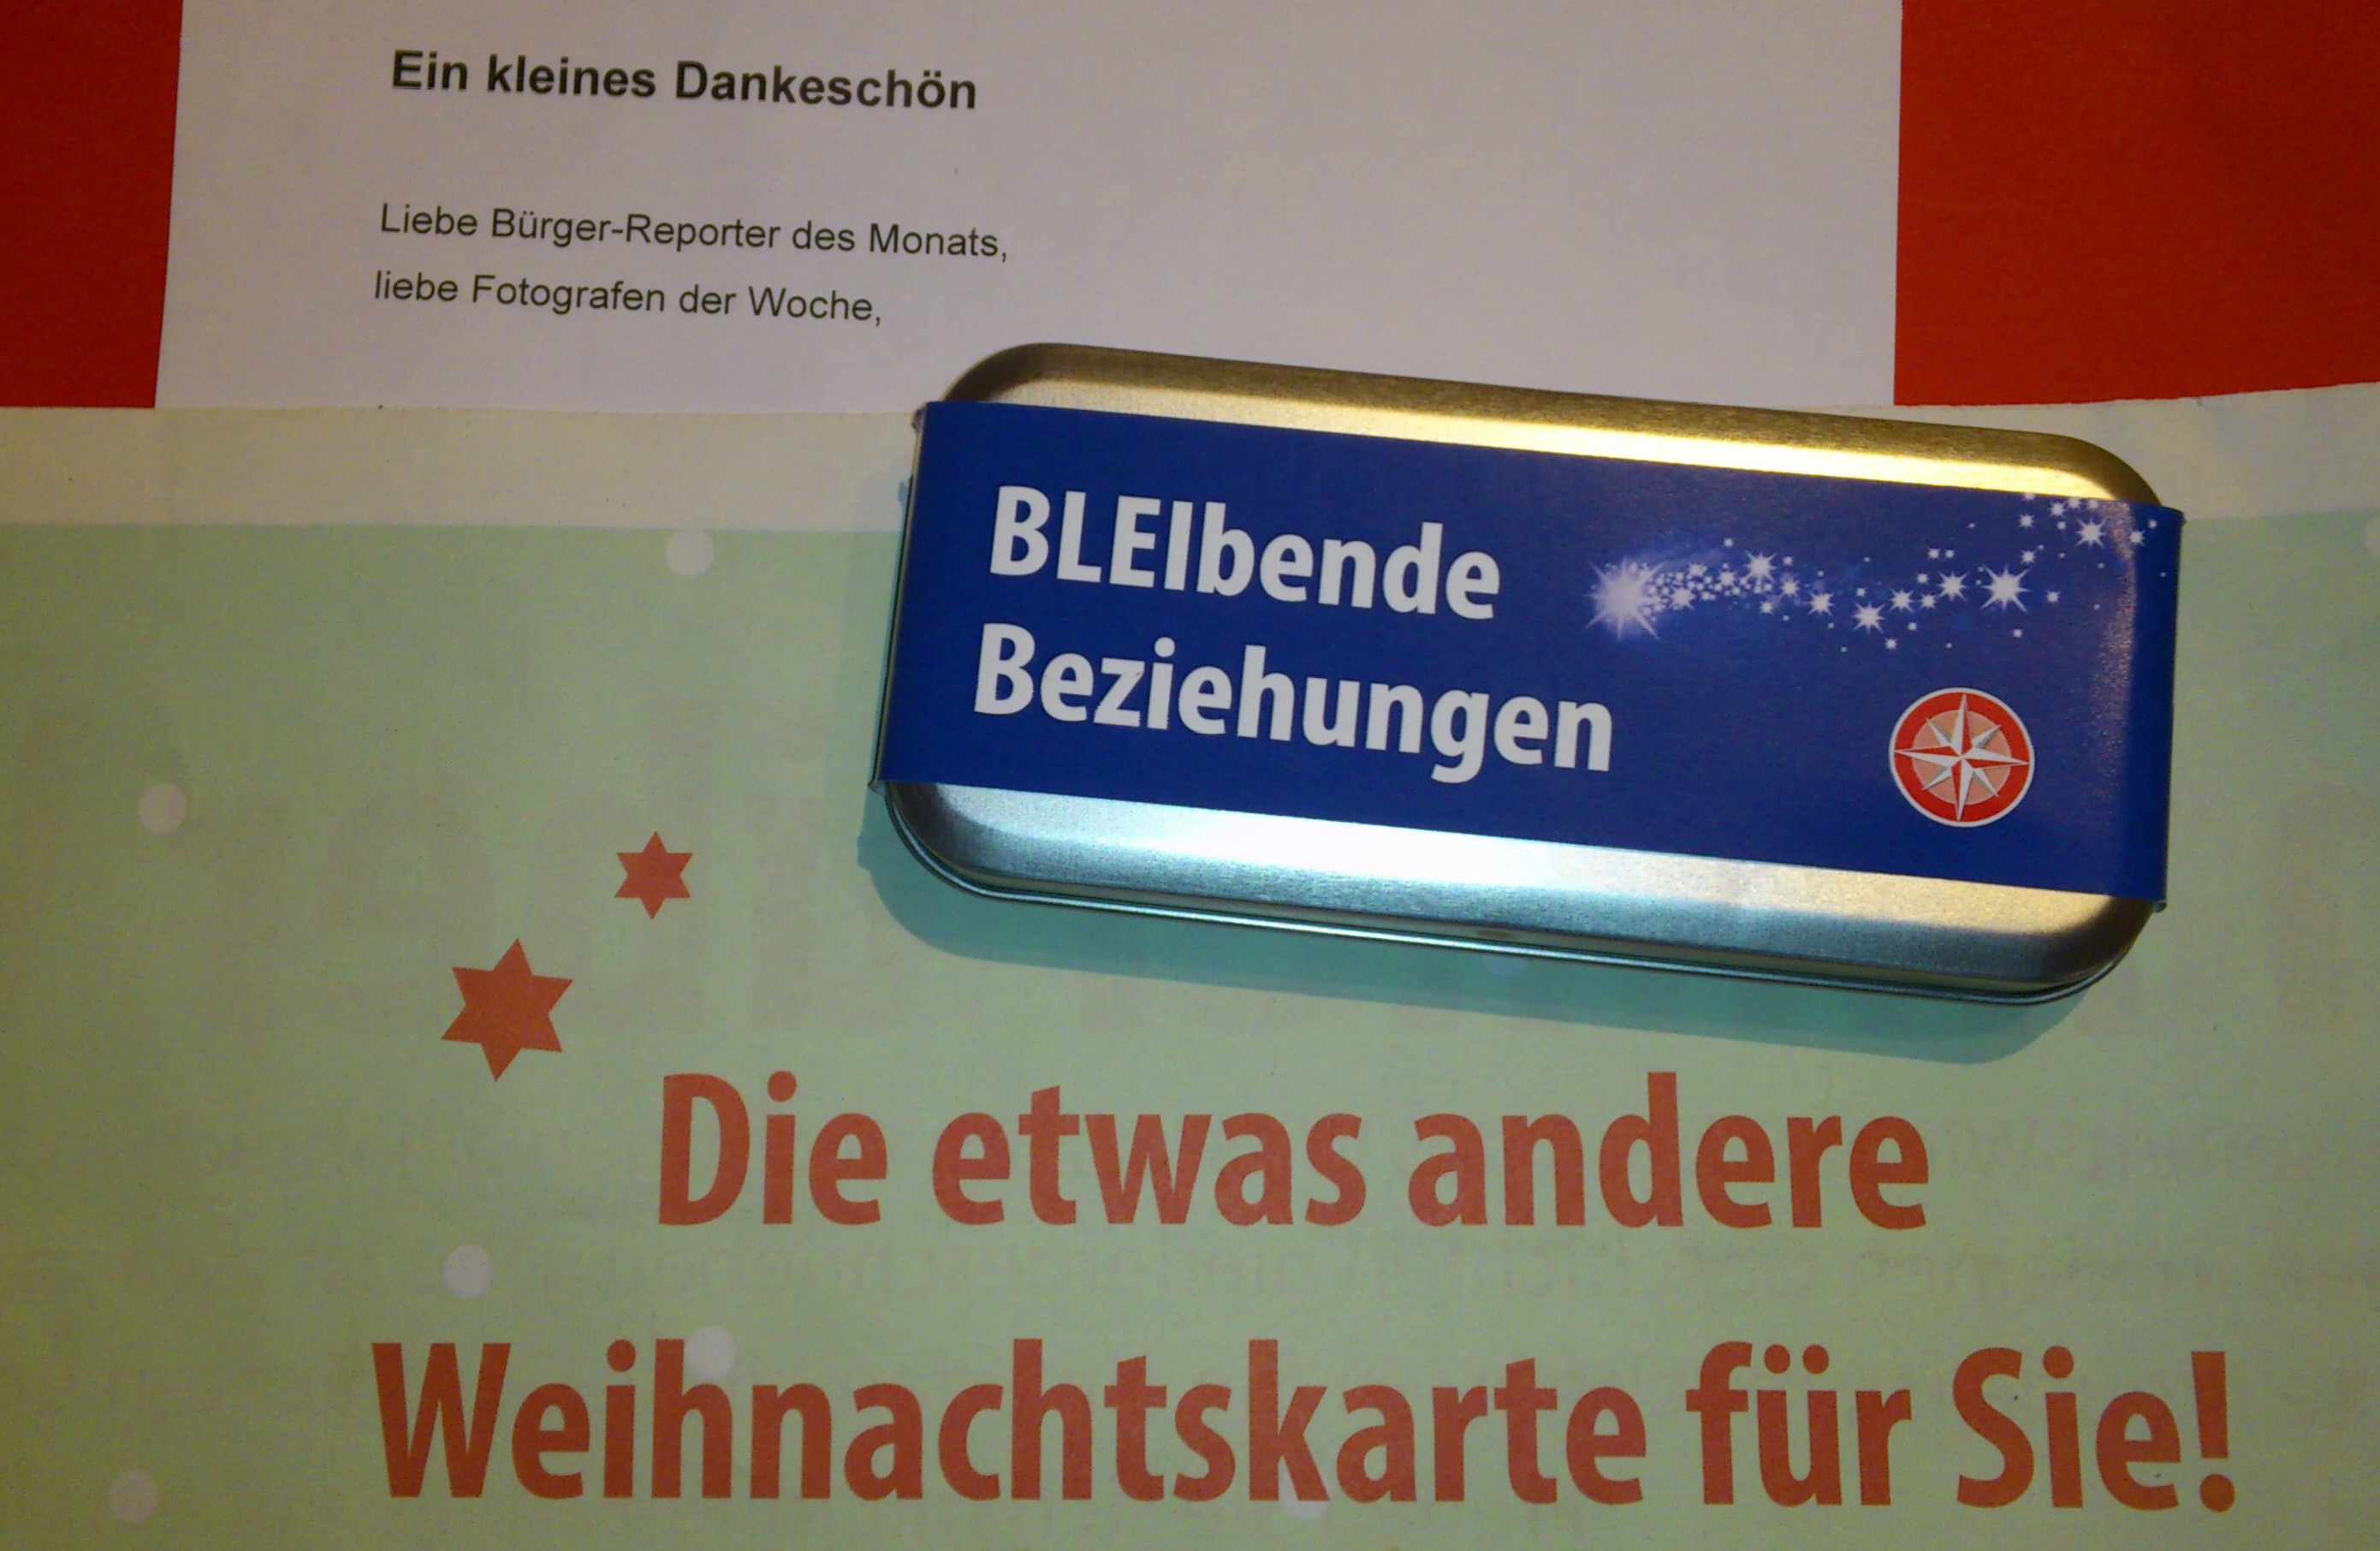 Ein kleines Dankeschön
Liebe Bürger-Reporter des Monats,
liebe Fotografen der Woche,
BLEIbende
Beziehungen
Die etwas andere
Weihnachtskarte für Sie!